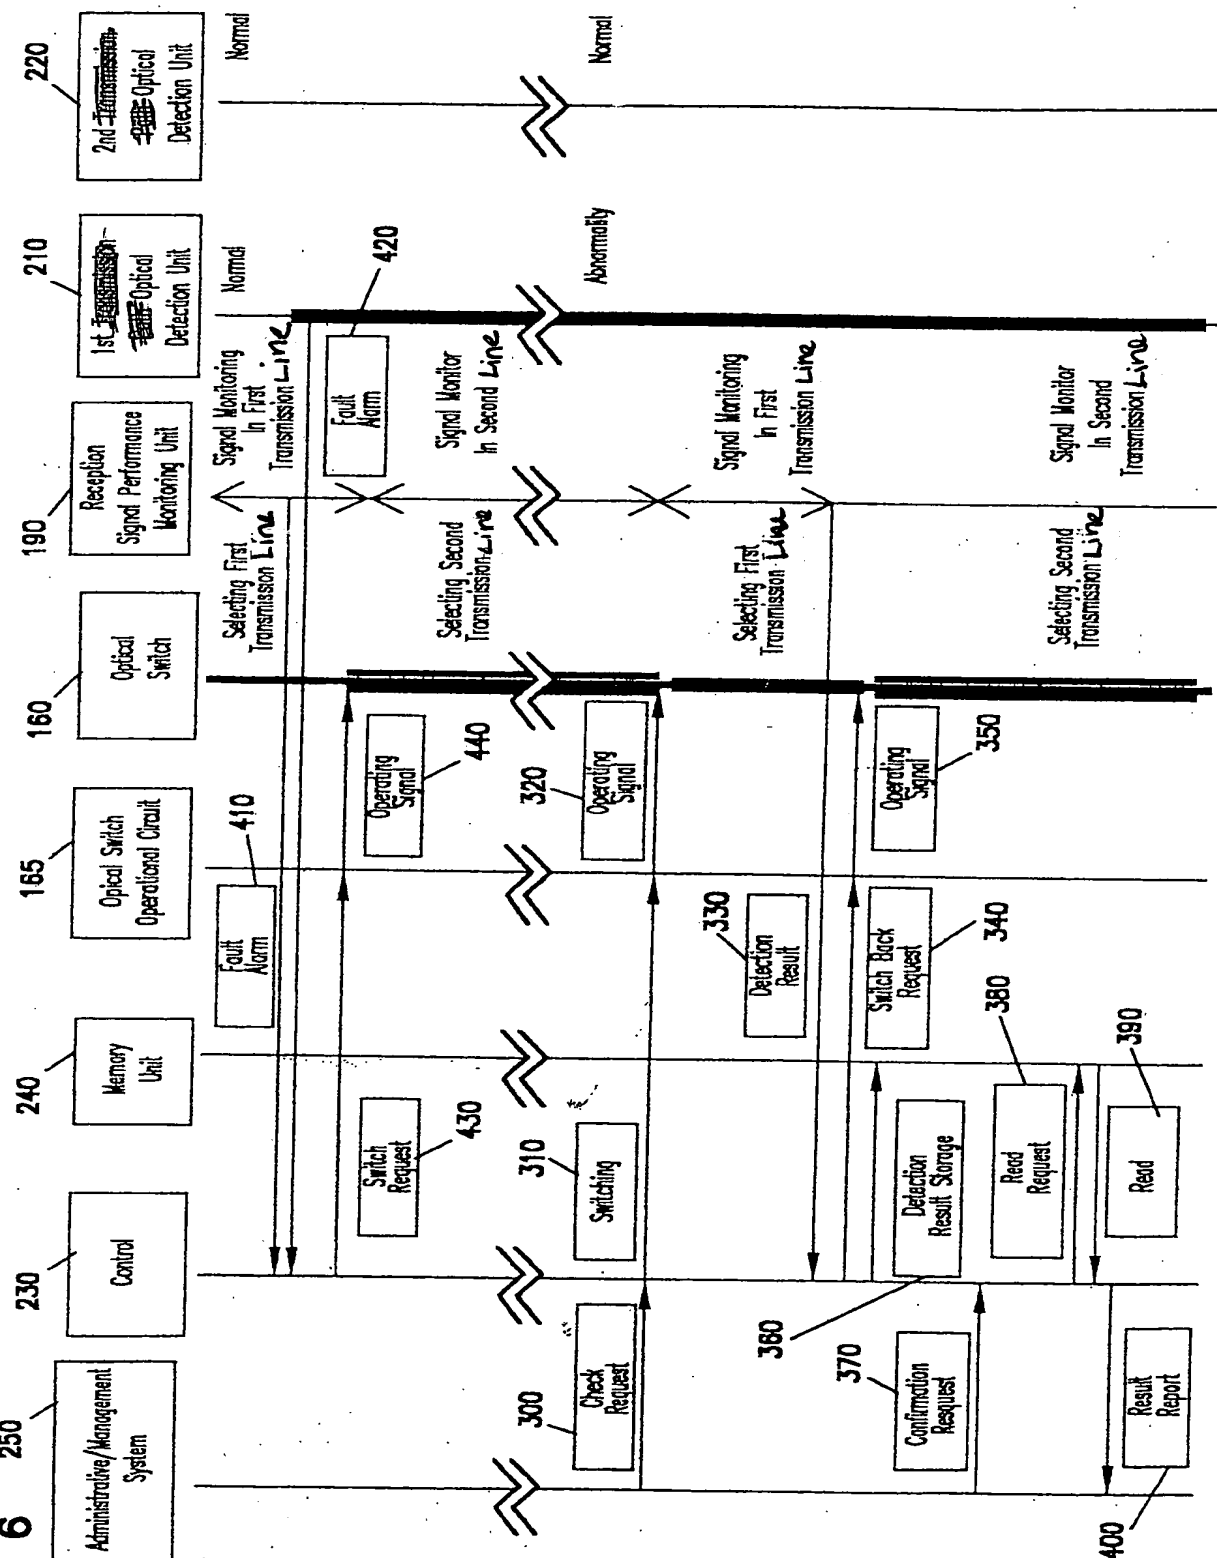 6
250
230
240
165
160
190
210
220
Administrative/Management
System
Control
Memory
Unit
Opical Switch
Operational Circuit
Optical
Switch
Reception
Signal Performance
Monitoring Unit
1st Transmission
Optical
Detection Unit
2nd Transmission
Optical
Detection Unit
Fault
Alarm
410
Selecting First
Transmission Line
Signal Monitoring
In First
Transmission Line
Normal
Normal
Fault
Alarm
420
Switch
Request
430
Operating
Signal
440
Selecting Second
Transmission Line
Signal Monitor
In Second Line
300
Check
Request
310
Switching
320
Operating
Signal
Abnormality
Normal
330
Detection
Result
Selecting First
Transmission Line
Signal Monitoring
In First
Transmission Line
Switch Back
Request
340
Operating
Signal
350
360
Detection
Result Storage
370
Confirmation
Resquest
Read
Request
380
Selecting Second
Transmission Line
Signal Monitor
In Second
Transmission Line
Read
390
Result
Report
400